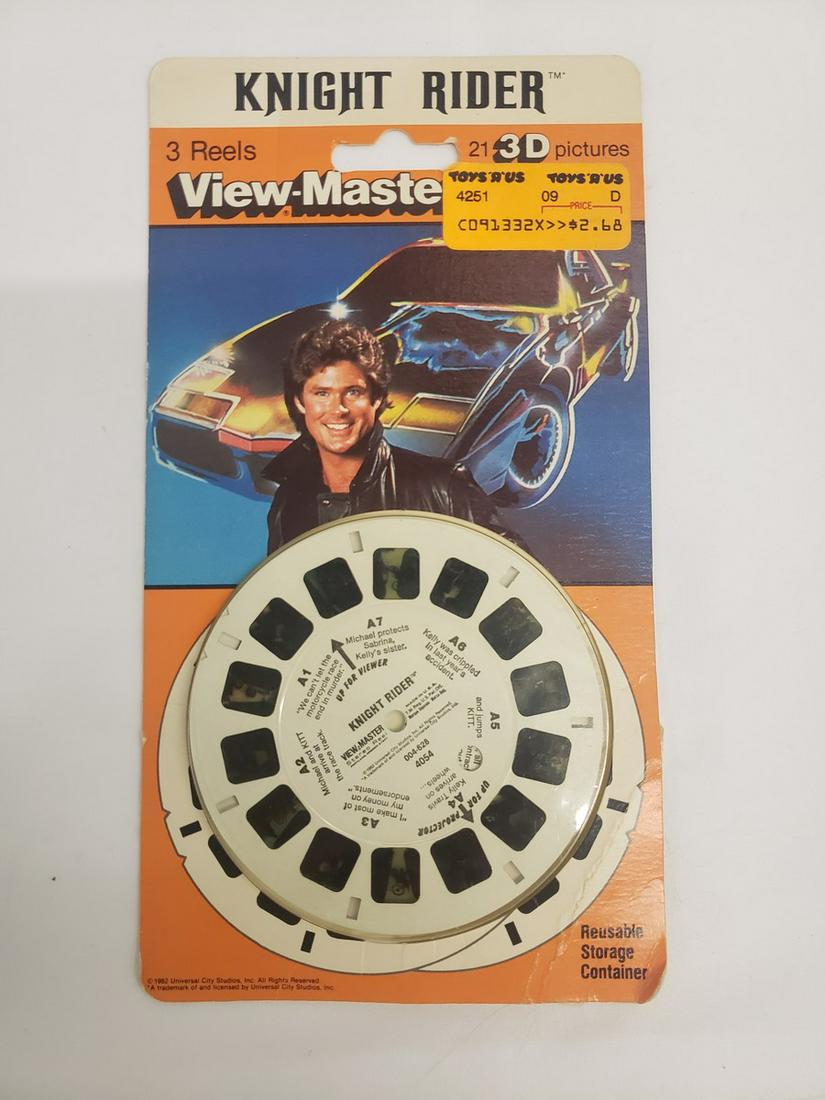 KNIGHT RIDER™*
3 Reels
21 3D pictures
View-Maste
®
TOYS "R" US TOYS "R" US
4251 09 D
PRICE
C091332X>>$2.68
A7
Michael protects
Sabrina,
Kelly's sister.
A6
Kelly was crippled
in last year's
accident.
A5
and jumps
KITT.
A4
Kelly Travis
arrives on
wheels...
A3
"I make most of
my money on
endorsements."
A2
Michael and KITT
arrive at
the race track.
A1
"We can't let the
motorcycle race
end in murder."
UP FOR VIEWER
KNIGHT RIDER™*
VIEW-MASTER
004-628
4054
UP FOR PROJECTOR
Reusable
Storage
Container
©1982 Universal City Studios, Inc. All Rights Reserved
*A trademark of and licensed by Universal City Studios, Inc.